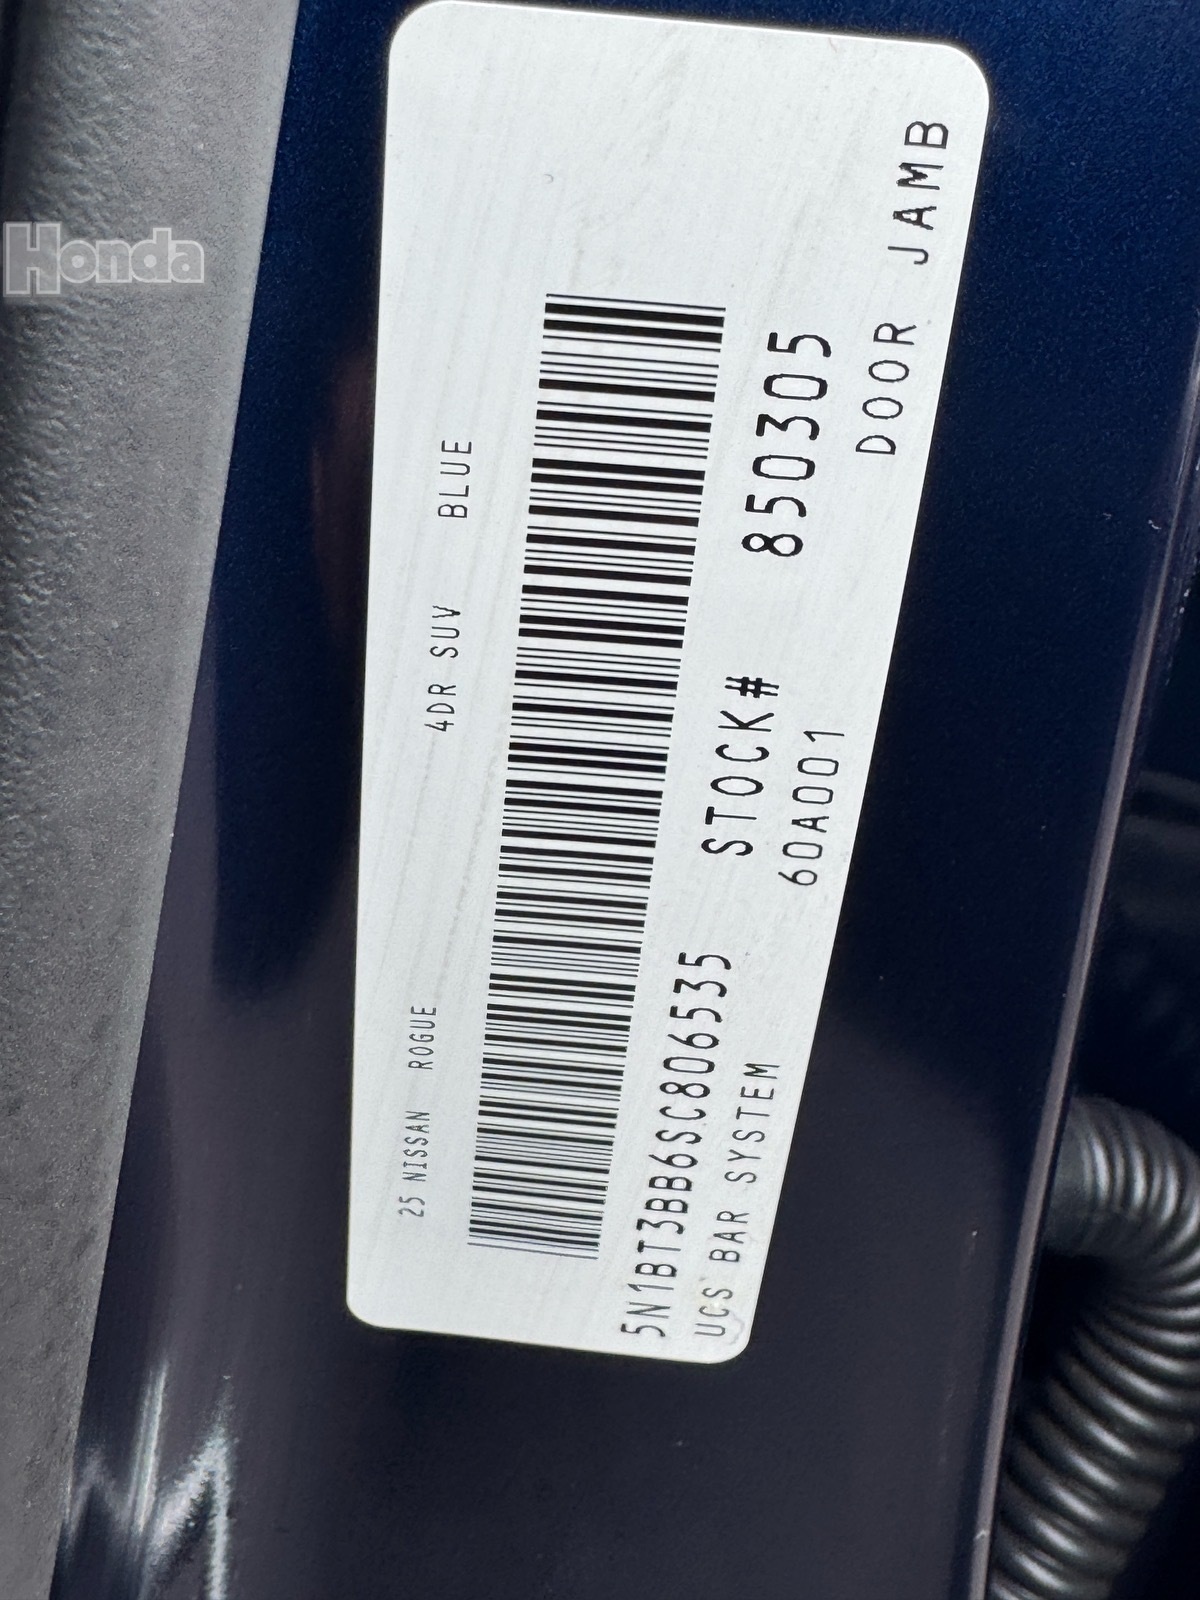 Honda
25 NISSAN ROGUE 4DR SUV BLUE
5N1BT3BB6SC806535 STOCK# 850305
UCS BAR SYSTEM 60A001 DOOR JAMB